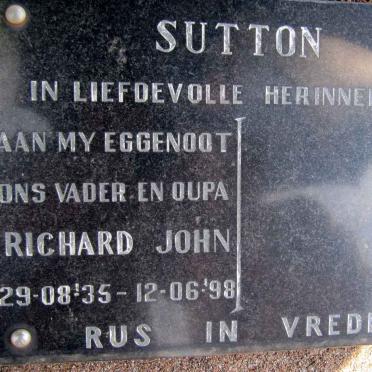 SUTTON
IN LIEFDEVOLLE HERINNE
AAN MY EGGENOOT
ONS VADER EN OUPA
RICHARD JOHN
29-08-'35 - 12-06-'98
RUS IN VREDE